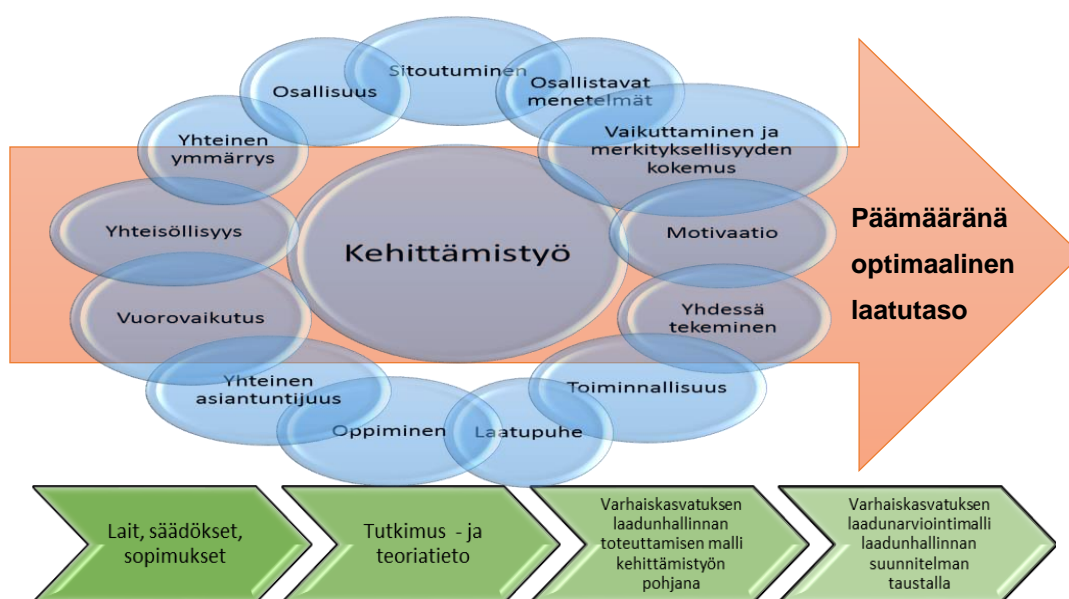 Sitoutuminen
Osallisuus
Osallistavat
menetelmät
Yhteinen
ymmärrys
Vaikuttaminen ja
merkityksellisyyden
kokemus
Yhteisöllisyys
Kehittämistyö
Motivaatio
Päämääränä
optimaalinen
laatutaso
Vuorovaikutus
Yhdessä
tekeminen
Yhteinen
asiantuntijuus
Toiminnallisuus
Oppiminen
Laatupuhe
Lait, säädökset,
sopimukset
Tutkimus - ja
teoriatieto
Varhaiskasvatuksen
laadunhallinnan
toteuttamisen malli
kehittämistyön
pohjana
Varhaiskasvatuksen
laadunarviointimalli
laadunhallinnan
suunnitelman
taustalla